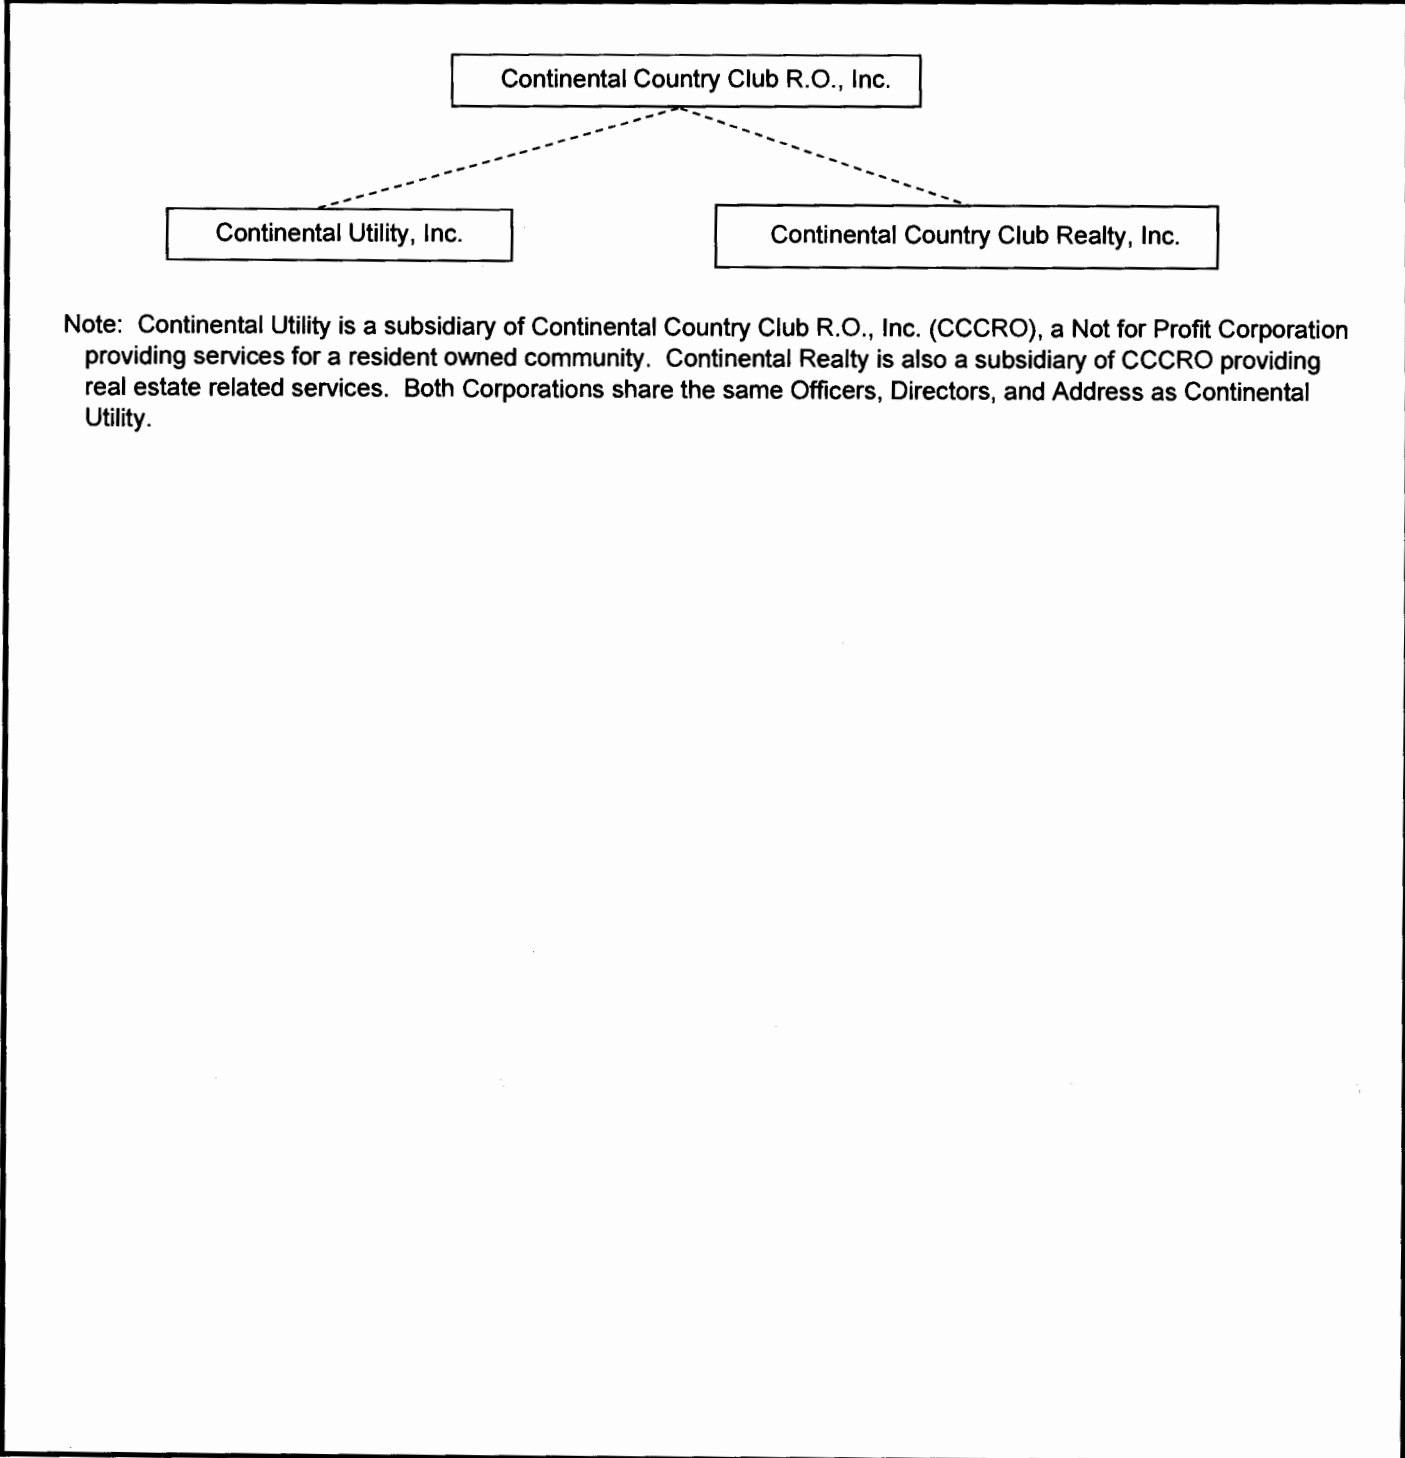 Continental Country Club R.O., Inc.
Continental Utility, Inc.
Continental Country Club Realty, Inc.
Note: Continental Utility is a subsidiary of Continental Country Club R.O., Inc. (CCCRO), a Not for Profit Corporation
providing services for a resident owned community. Continental Realty is also a subsidiary of CCCRO providing
real estate related services. Both Corporations share the same Officers, Directors, and Address as Continental
Utility.